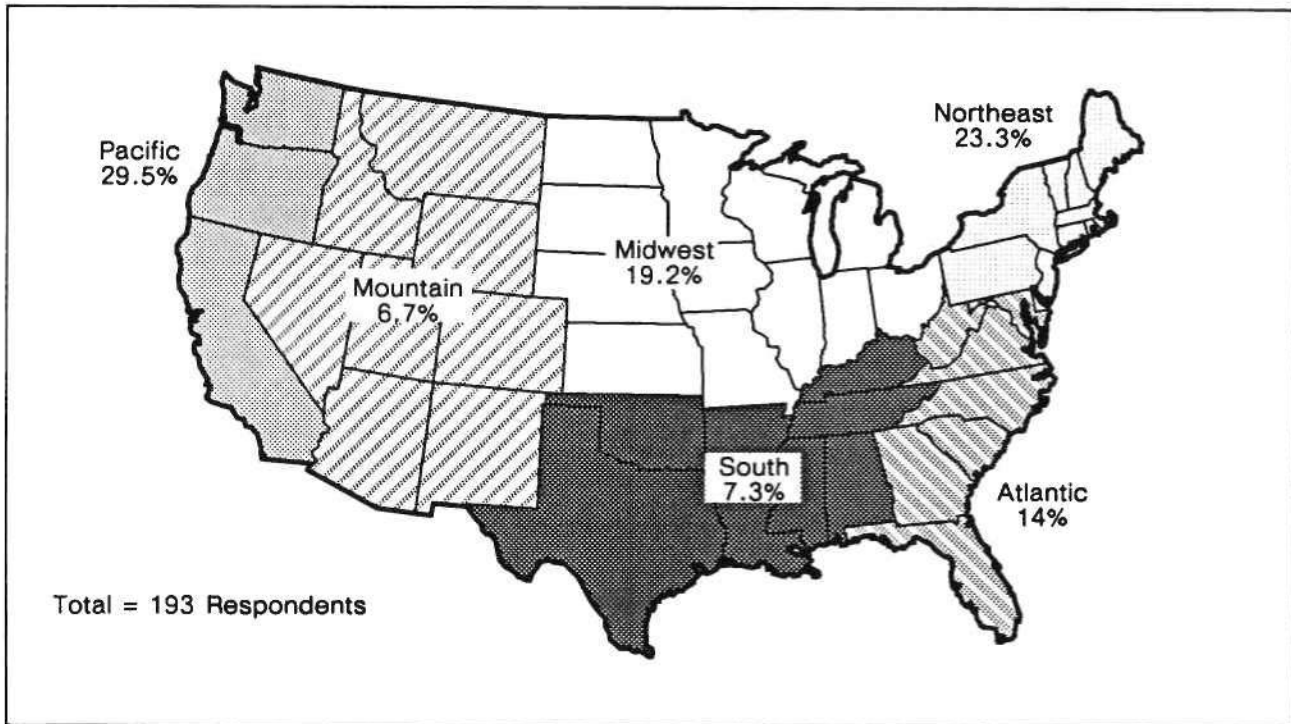 Northeast
23.3%
Pacific
29.5%
Midwest
19.2%
Mountain
6.7%
South
7.3%
Atlantic
14%
Total = 193 Respondents